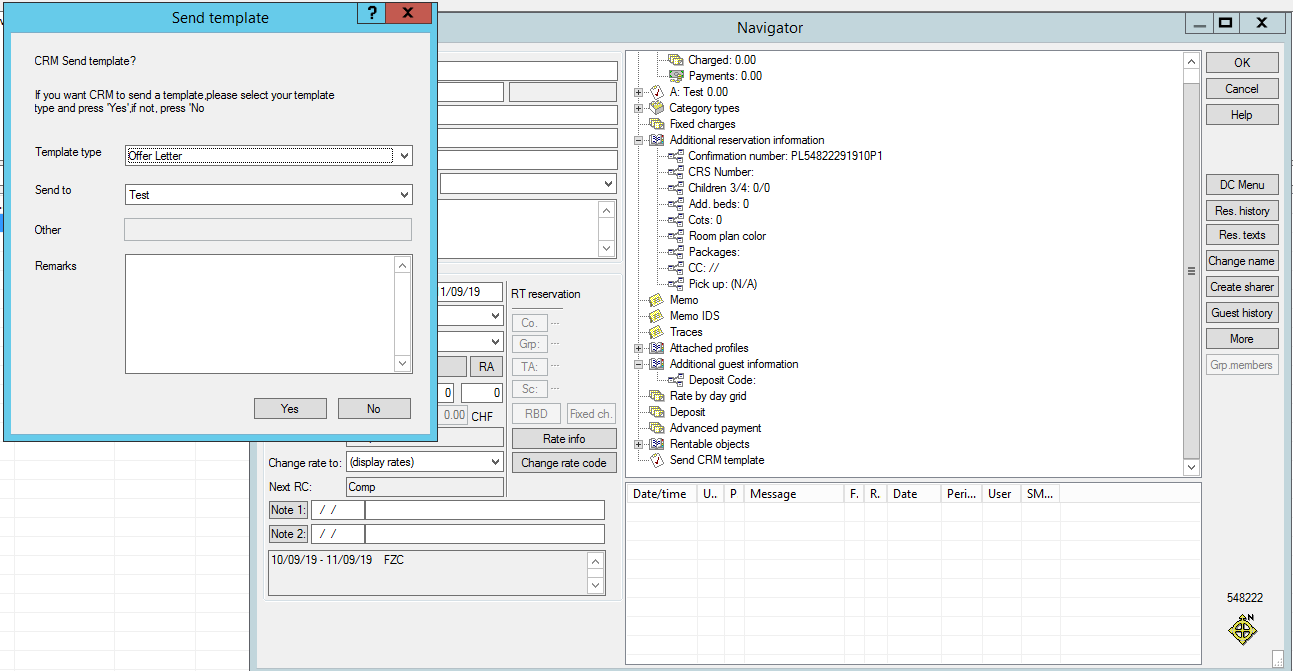 Send template
?
X
CRM Send template?
If you want CRM to send a template,please select your template
type and press 'Yes',if not, press 'No
Template type
Offer Letter
Send to
Test
Other
Remarks
Yes
No
Navigator
X
1/09/19
RT reservation
Co. ...
Grp: ...
RA
TA: ...
0
0
Sc: ...
0.00
CHF
RBD
Fixed ch.
Rate info
Change rate to:
(display rates)
Change rate code
Next RC:
Comp
Note 1:
/ /
Note 2:
/ /
10/09/19 - 11/09/19 FZC
Charged: 0.00
Payments: 0.00
A: Test 0.00
Category types
Fixed charges
Additional reservation information
Confirmation number: PL54822291910P1
CRS Number:
Children 3/4: 0/0
Add. beds: 0
Cots: 0
Room plan color
Packages:
CC: //
Pick up: (N/A)
Memo
Memo IDS
Traces
Attached profiles
Additional guest information
Deposit Code:
Rate by day grid
Deposit
Advanced payment
Rentable objects
Send CRM template
Date/time U.. P Message F. R. Date Peri... User SM...
OK
Cancel
Help
DC Menu
Res. history
Res. texts
Change name
Create sharer
Guest history
More
Grp.members
548222
N